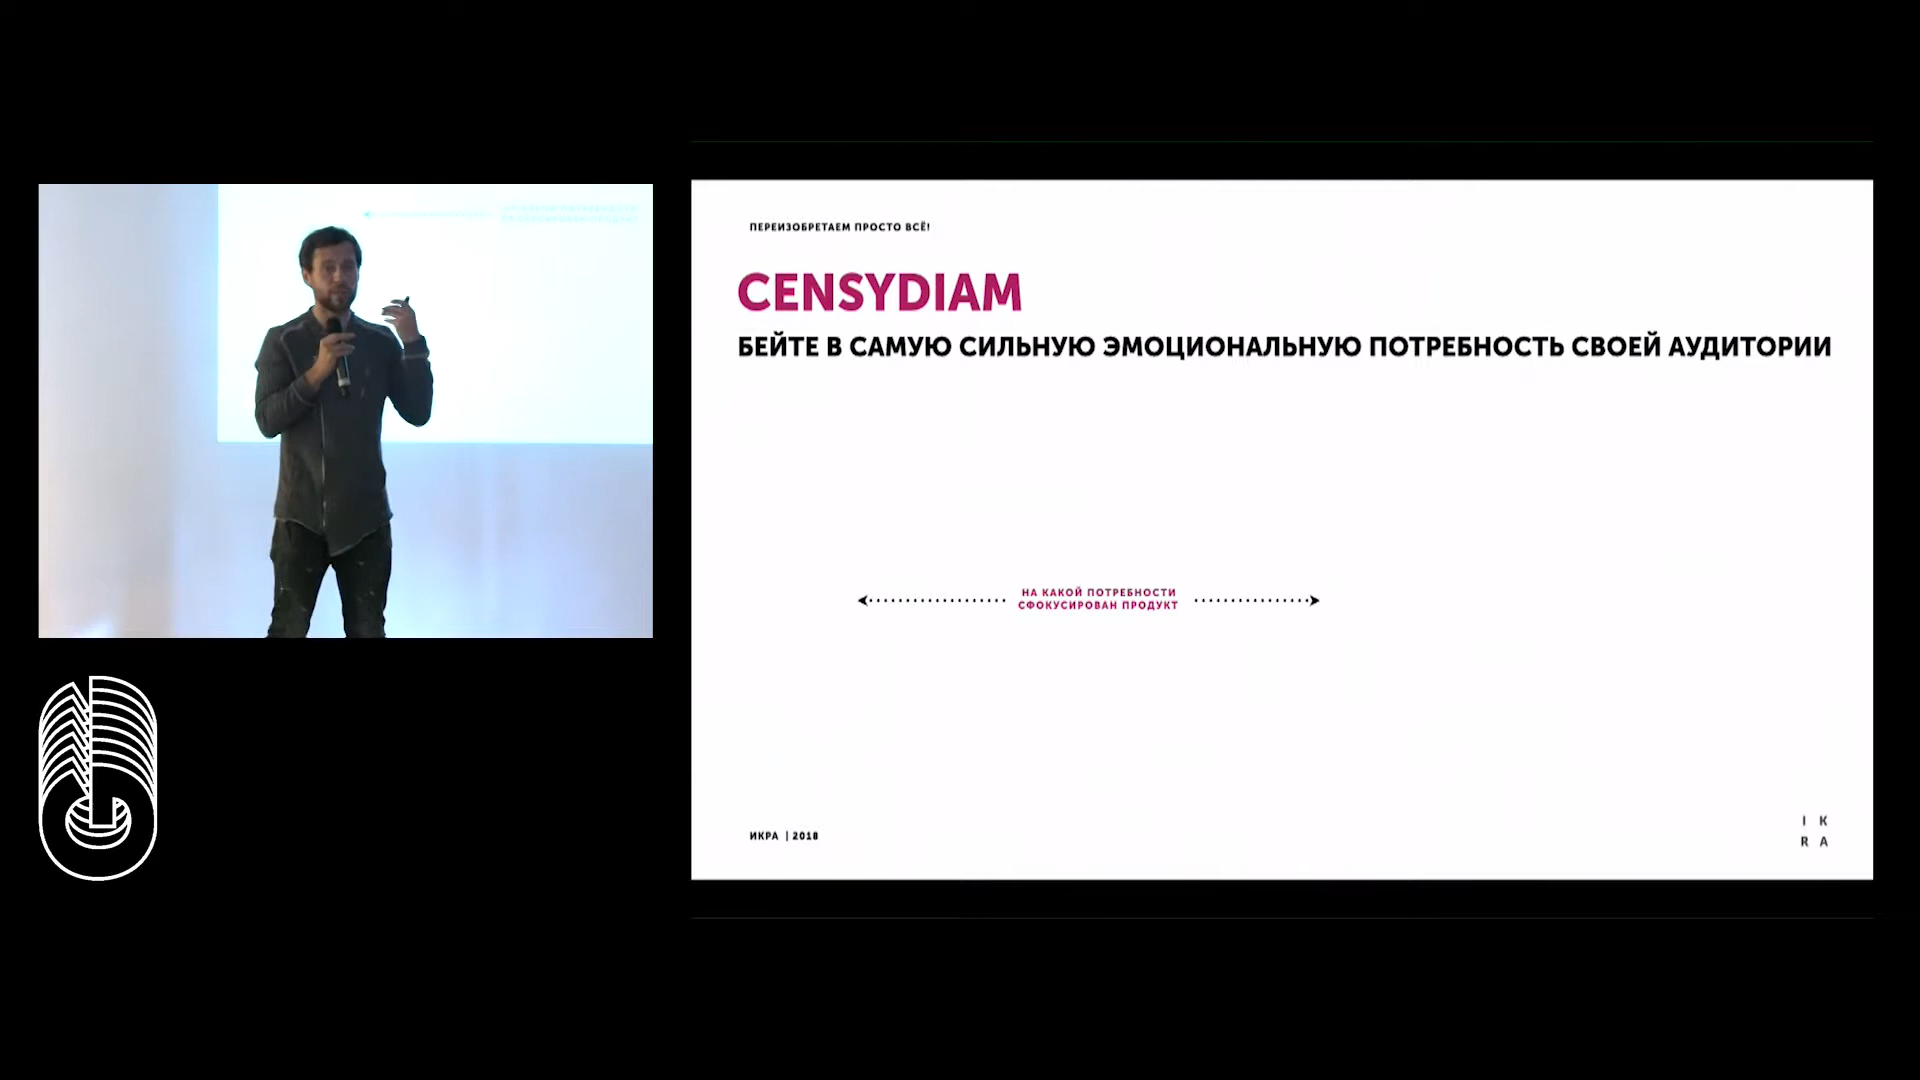 ПЕРЕИЗОБРЕТАЕМ ПРОСТО ВСЁ!
CENSYDIAM
БЕЙТЕ В САМУЮ СИЛЬНУЮ ЭМОЦИОНАЛЬНУЮ ПОТРЕБНОСТЬ СВОЕЙ АУДИТОРИИ
НА КАКОЙ ПОТРЕБНОСТИ
СФОКУСИРОВАН ПРОДУКТ
ИКРА | 2018
I K
R A